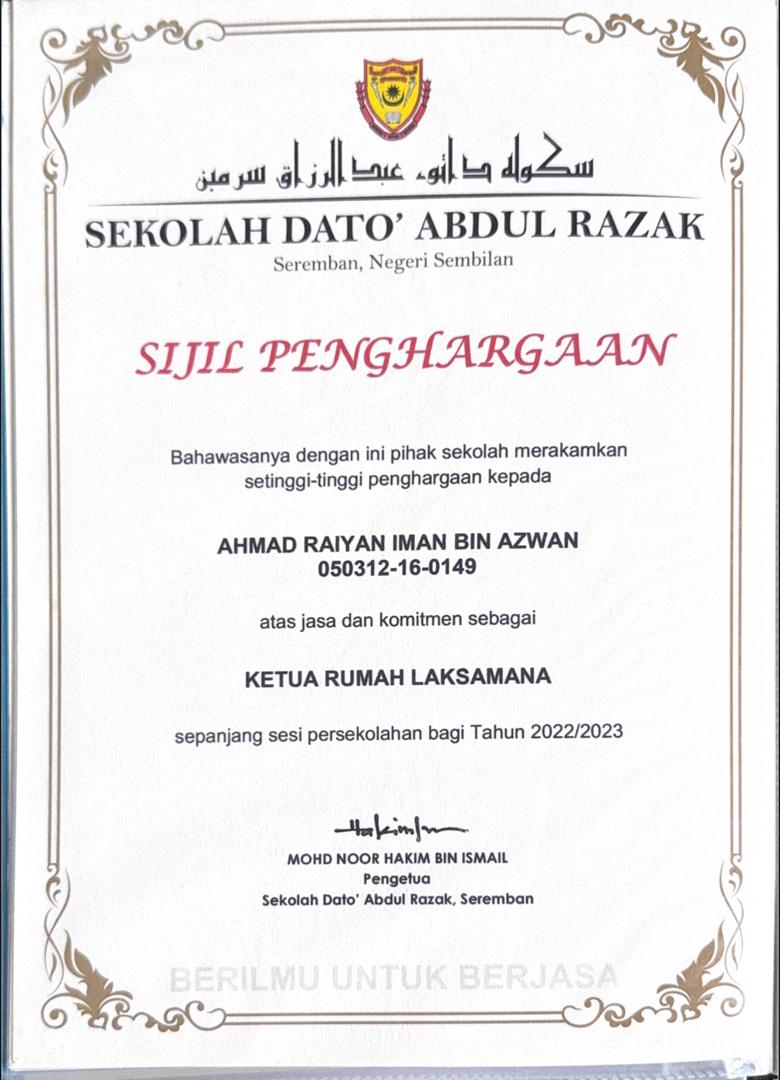 سكوله داتوء عبد الرزاق سرمبن
SEKOLAH DATO' ABDUL RAZAK
Seremban, Negeri Sembilan
SIJIL PENGHARGAAN
Bahawasanya dengan ini pihak sekolah merakamkan
setinggi-tinggi penghargaan kepada
AHMAD RAIYAN IMAN BIN AZWAN
050312-16-0149
atas jasa dan komitmen sebagai
KETUA RUMAH LAKSAMANA
sepanjang sesi persekolahan bagi Tahun 2022/2023
MOHD NOOR HAKIM BIN ISMAIL
Pengetua
Sekolah Dato' Abdul Razak, Seremban
BERILMU UNTUK BERJASA